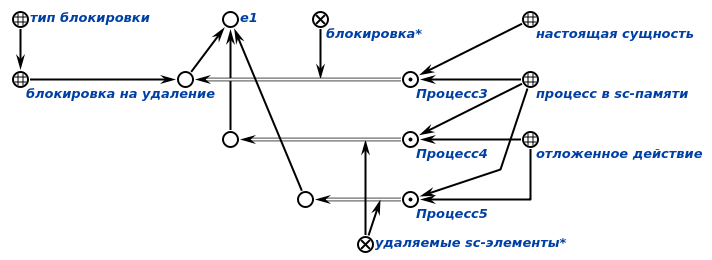 тип блокировки
e1
блокировка*
настоящая сущность
блокировка на удаление
Процесс3
процесс в sc-памяти
Процесс4
отложенное действие
Процесс5
удаляемые sc-элементы*